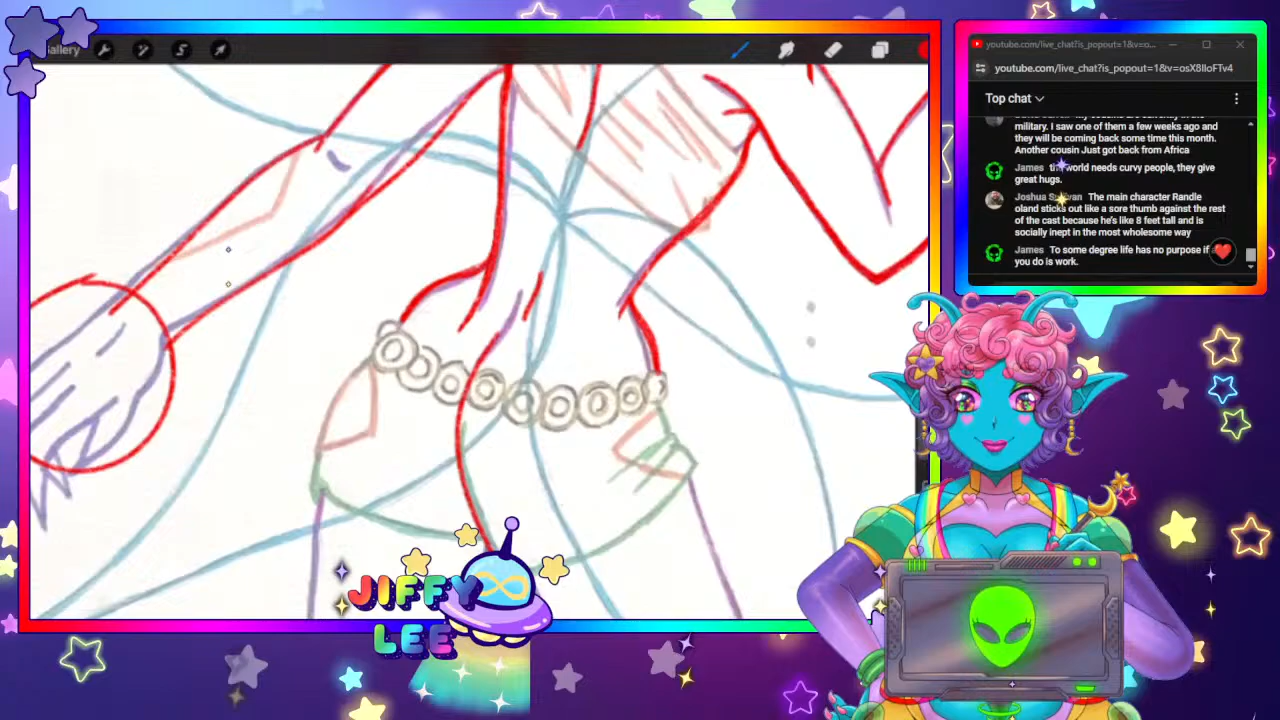 allery
youtube.com/live_chat?is_popout=1&v=o...
youtube.com/live_chat?is_popout=1&v=osX8lloFTv4
Top chat
military. I saw one of them a few weeks ago and
they will be coming back some time this month.
Another cousin Just got back from Africa
James world needs curvy people, they give
great hugs.
Joshua The main character Randle
oland sticks out like a sore thumb against the rest
of the cast because he's like 8 feet tall and is
socially inept in the most wholesome way
James To some degree life has no purpose if
you do is work.
JIFFY
LEE